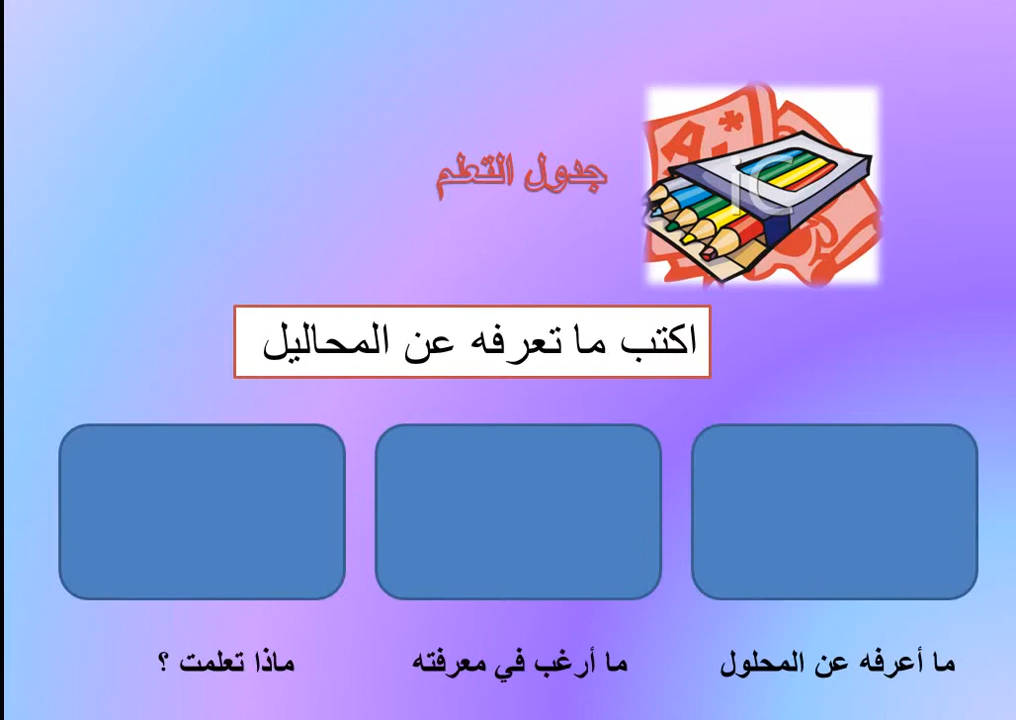 جدول التعلم
اكتب ما تعرفه عن المحاليل
ما أعرفه عن المحلول
ما أرغب في معرفته
ماذا تعلمت ؟